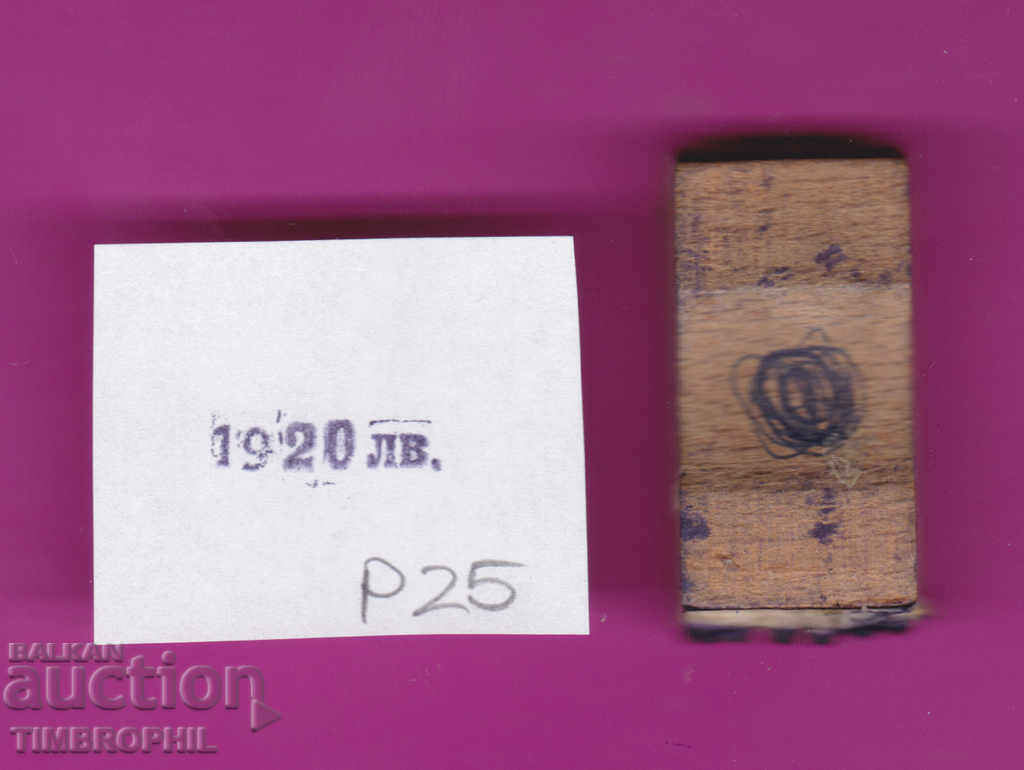 1920 лв.
P25
BALKAN
auction
TIMBROPHIL